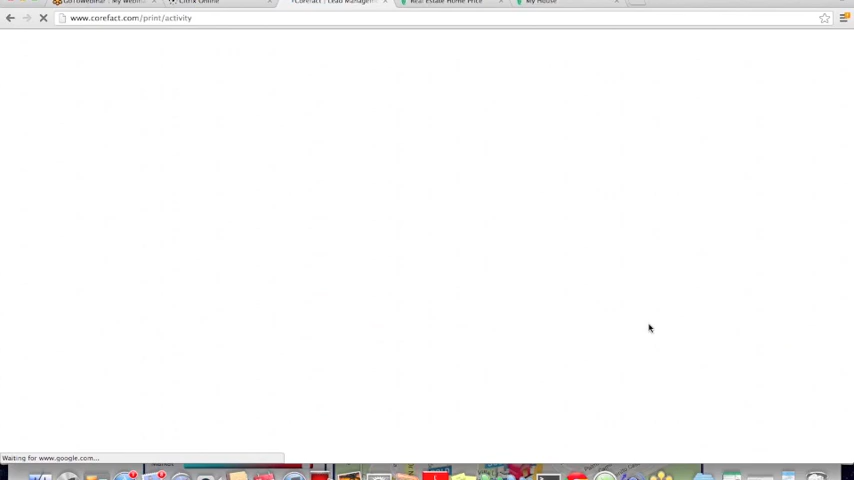 GoToWebinar : My Webin
Citrix Online
Corefact : Lead Managem
Real Estate Home Price
My House
www.corefact.com/print/activity
Waiting for www.google.com...